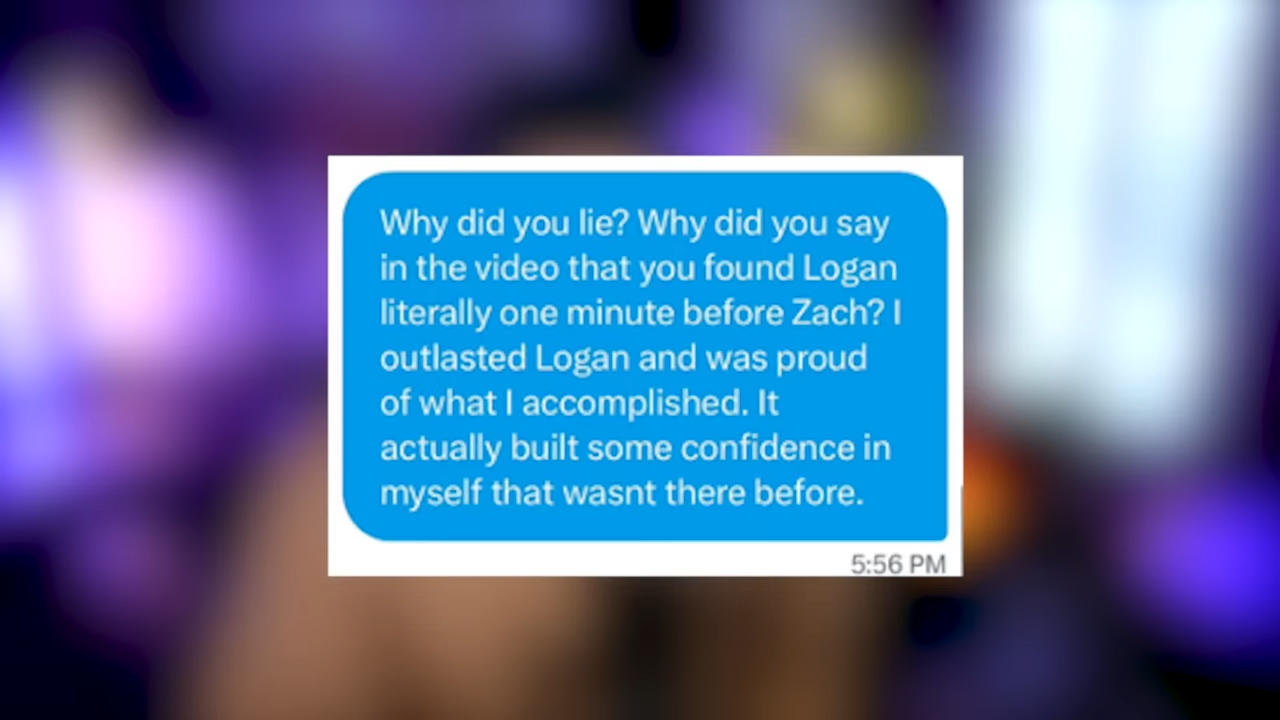 Why did you lie? Why did you say
in the video that you found Logan
literally one minute before Zach? I
outlasted Logan and was proud
of what I accomplished. It
actually built some confidence in
myself that wasnt there before.
5:56 PM